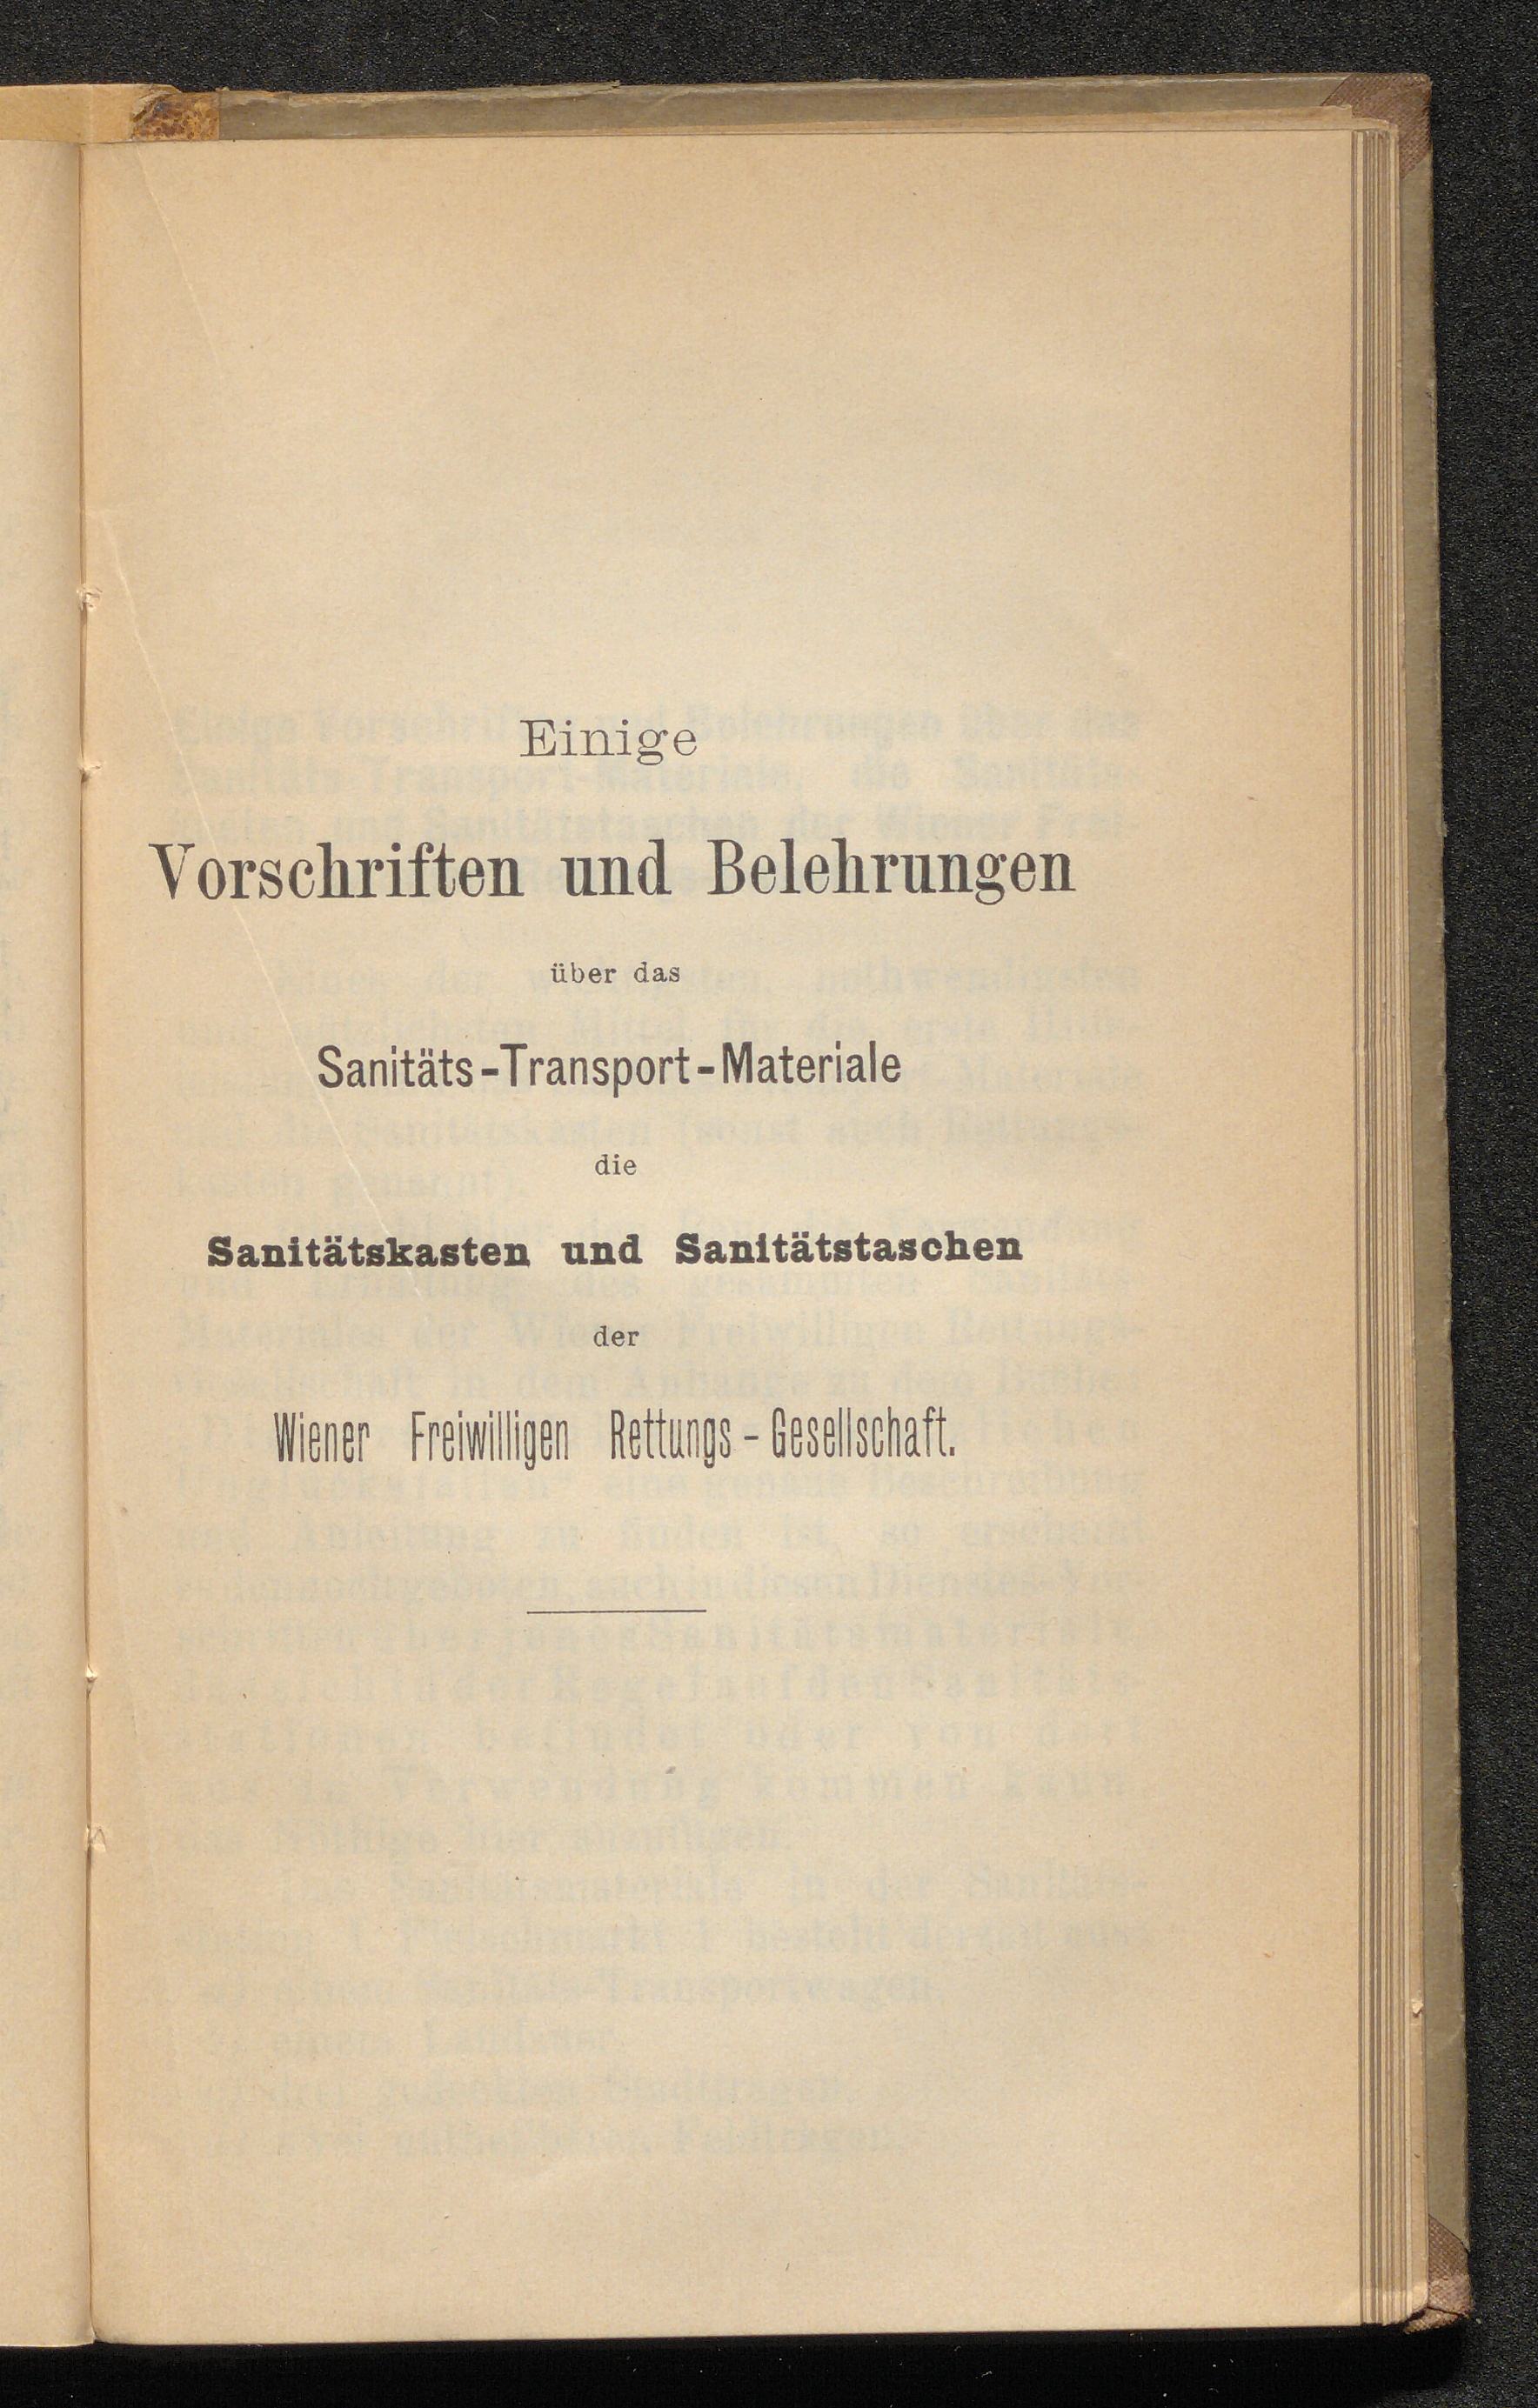 Einige
Vorschriften und Belehrungen
über das
Sanitäts-Transport-Materiale
die
Sanitätskasten und Sanitätstaschen
der
Wiener Freiwilligen Rettungs-Gesellschaft.